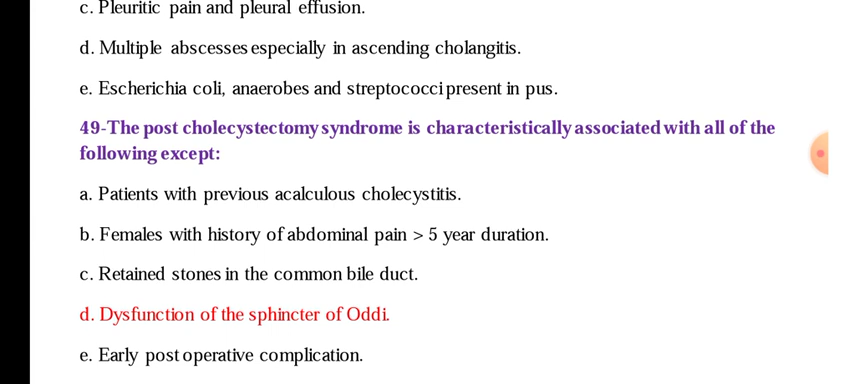 c. Pleuritic pain and pleural effusion.
d. Multiple abscesses especially in ascending cholangitis.
e. Escherichia coli, anaerobes and streptococci present in pus.
49-The post cholecystectomy syndrome is characteristically associated with all of the
following except:
a. Patients with previous acalculous cholecystitis.
b. Females with history of abdominal pain > 5 year duration.
c. Retained stones in the common bile duct.
d. Dysfunction of the sphincter of Oddi.
e. Early post operative complication.